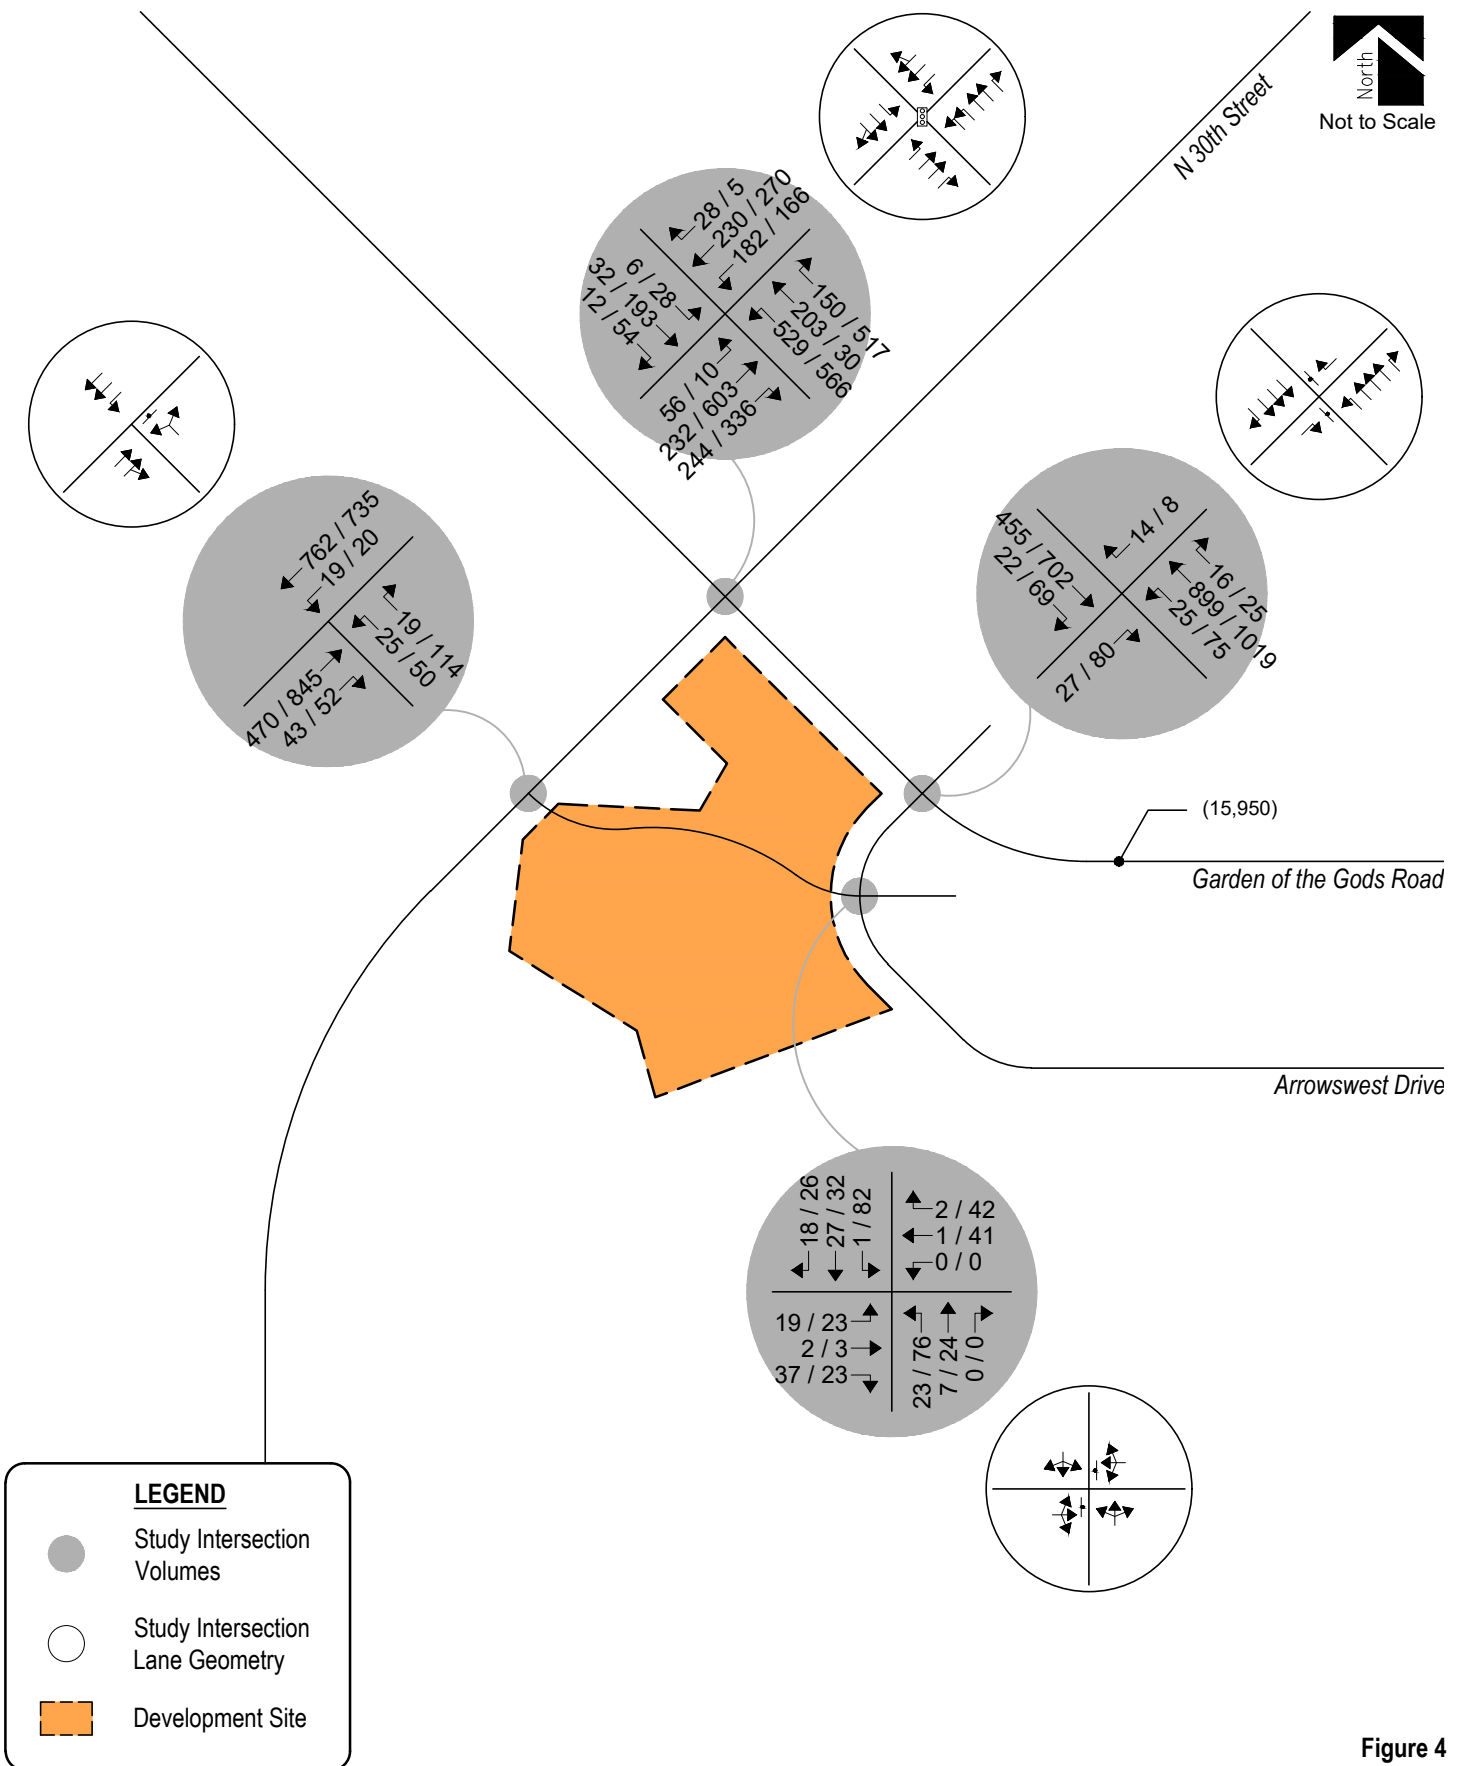 North
Not to Scale
N 30th Street
28 / 5
230 / 270
182 / 166
6 / 28
32 / 193
12 / 54
150 / 517
203 / 30
529 / 566
56 / 10
232 / 603
244 / 336
762 / 735
19 / 20
19 / 114
25 / 50
470 / 845
43 / 52
14 / 8
455 / 702
22 / 69
16 / 25
899 / 1019
25 / 75
27 / 80
(15,950)
Garden of the Gods Road
Arrowswest Drive
18 / 26
27 / 32
1 / 82
2 / 42
1 / 41
0 / 0
19 / 23
2 / 3
37 / 23
23 / 76
7 / 24
0 / 0
LEGEND
Study Intersection
Volumes
Study Intersection
Lane Geometry
Development Site
Figure 4